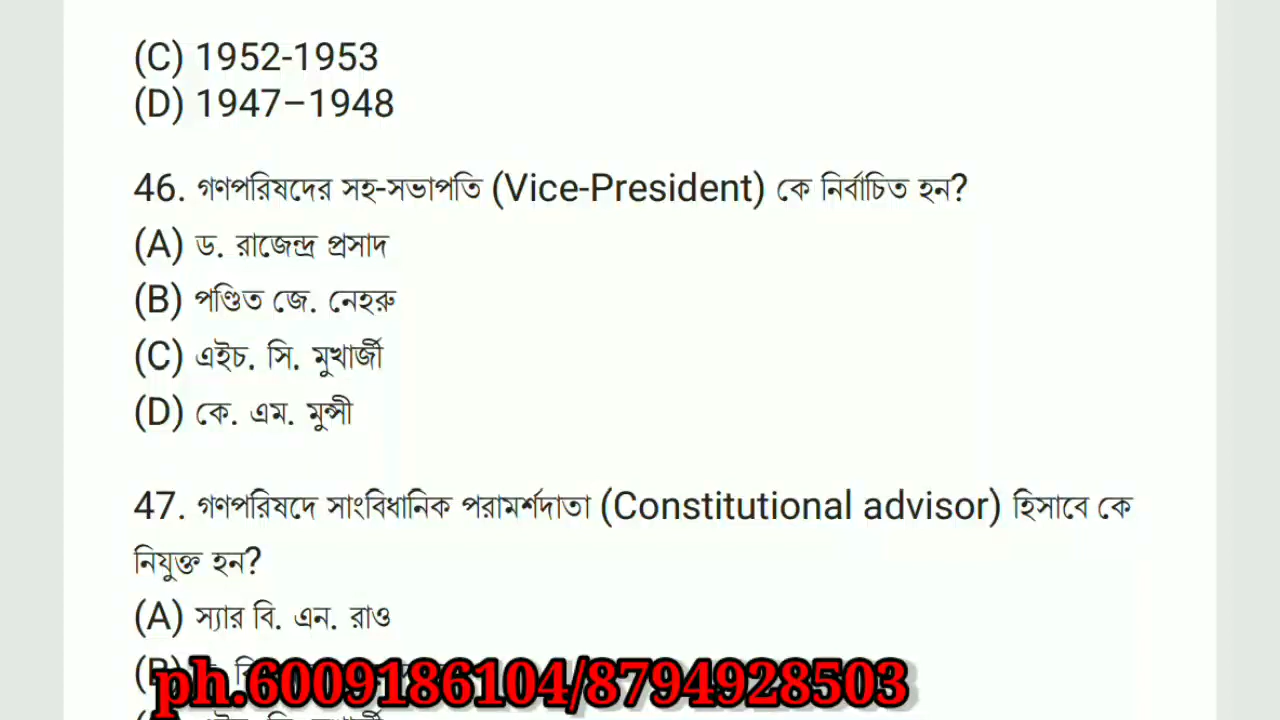 (C) 1952-1953
(D) 1947–1948
46. গণপরিষদের সহ-সভাপতি (Vice-President) কে নির্বাচিত হন?
(A) ড. রাজেন্দ্র প্রসাদ
(B) পণ্ডিত জে. নেহরু
(C) এইচ. সি. মুখার্জী
(D) কে. এম. মুন্সী
47. গণপরিষদে সাংবিধানিক পরামর্শদাতা (Constitutional advisor) হিসাবে কে
নিযুক্ত হন?
(A) স্যার বি. এন. রাও
ph.6009186104/8794928503